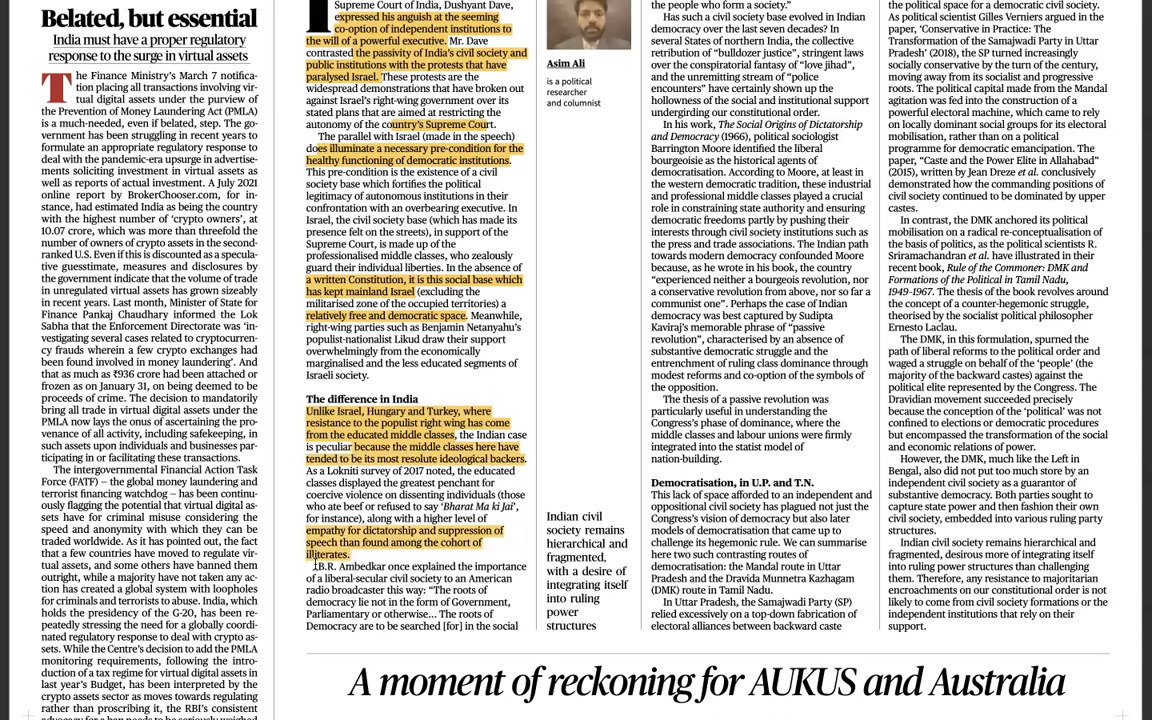 Belated, but essential
India must have a proper regulatory
response to the surge in virtual assets
The Finance Ministry’s March 7 notifica-
tion placing all transactions involving vir-
tual digital assets under the purview of
the Prevention of Money Laundering Act (PMLA)
is a much-needed, even if belated, step. The go-
vernment has been struggling in recent years to
formulate an appropriate regulatory response to
deal with the pandemic-era upsurge in advertise-
ments soliciting investment in virtual assets as
well as reports of actual investment. A July 2021
online report by BrokerChooser.com, for in-
stance, had estimated India as being the country
with the highest number of ‘crypto owners’, at
10.07 crore, which was more than threefold the
number of owners of crypto assets in the second-
ranked U.S. Even if this is discounted as a specula-
tive guesstimate, measures and disclosures by
the government indicate that the volume of trade
in unregulated virtual assets has grown sizeably
in recent years. Last month, Minister of State for
Finance Pankaj Chaudhary informed the Lok
Sabha that the Enforcement Directorate was ‘in-
vestigating several cases related to cryptocurren-
cy frauds wherein a few crypto exchanges had
been found involved in money laundering’. And
that as much as ₹936 crore had been attached or
frozen as on January 31, on being deemed to be
proceeds of crime. The decision to mandatorily
bring all trade in virtual digital assets under the
PMLA now lays the onus of ascertaining the pro-
venance of all activity, including safekeeping, in
such assets upon individuals and businesses par-
ticipating in or facilitating these transactions.
The intergovernmental Financial Action Task
Force (FATF) – the global money laundering and
terrorist financing watchdog – has been continu-
ously flagging the potential that virtual digital as-
sets have for criminal misuse considering the
speed and anonymity with which they can be
traded worldwide. As it has pointed out, the fact
that a few countries have moved to regulate vir-
tual assets, and some others have banned them
outright, while a majority have not taken any ac-
tion has created a global system with loopholes
for criminals and terrorists to abuse. India, which
holds the presidency of the G-20, has been re-
peatedly stressing the need for a globally coordi-
nated regulatory response to deal with crypto as-
sets. While the Centre’s decision to add the PMLA
monitoring requirements, following the intro-
duction of a tax regime for virtual digital assets in
last year’s Budget, has been interpreted by the
crypto assets sector as moves towards regulating
rather than proscribing it, the RBI’s consistent
advocacy for a ban needs to be seriously weighed
Supreme Court of India, Dushyant Dave,
expressed his anguish at the seeming
co-option of independent institutions to
the will of a powerful executive. Mr. Dave
contrasted the passivity of India’s civil society and
public institutions with the protests that have
paralysed Israel. These protests are the
widespread demonstrations that have broken out
against Israel’s right-wing government over its
stated plans that are aimed at restricting the
autonomy of the country’s Supreme Court.
The parallel with Israel (made in the speech)
does illuminate a necessary pre-condition for the
healthy functioning of democratic institutions.
This pre-condition is the existence of a civil
society base which fortifies the political
legitimacy of autonomous institutions in their
confrontation with an overbearing executive. In
Israel, the civil society base (which has made its
presence felt on the streets), in support of the
Supreme Court, is made up of the
professionalised middle classes, who zealously
guard their individual liberties. In the absence of
a written Constitution, it is this social base which
has kept mainland Israel (excluding the
militarised zone of the occupied territories) a
relatively free and democratic space. Meanwhile,
right-wing parties such as Benjamin Netanyahu’s
populist-nationalist Likud draw their support
overwhelmingly from the economically
marginalised and the less educated segments of
Israeli society.
The difference in India
Unlike Israel, Hungary and Turkey, where
resistance to the populist right wing has come
from the educated middle classes, the Indian case
is peculiar because the middle classes here have
tended to be its most resolute ideological backers.
As a Lokniti survey of 2017 noted, the educated
classes displayed the greatest penchant for
coercive violence on dissenting individuals (those
who ate beef or refused to say ‘Bharat Ma ki Jai’,
for instance), along with a higher level of
empathy for dictatorship and suppression of
speech than found among the cohort of
illiterates.
B.R. Ambedkar once explained the importance
of a liberal-secular civil society to an American
radio broadcaster this way: “The roots of
democracy lie not in the form of Government,
Parliamentary or otherwise... The roots of
Democracy are to be searched [for] in the social
Asim Ali
is a political
researcher
and columnist
Indian civil
society remains
hierarchical and
fragmented,
with a desire of
integrating itself
into ruling
power
structures
the people who form a society.”
Has such a civil society base evolved in Indian
democracy over the last seven decades? In
several States of northern India, the collective
retribution of “bulldozer justice”, stringent laws
over the conspiratorial fantasy of “love jihad”,
and the unremitting stream of “police
encounters” have certainly shown up the
hollowness of the social and institutional support
undergirding our constitutional order.
In his work, The Social Origins of Dictatorship
and Democracy (1966), political sociologist
Barrington Moore identified the liberal
bourgeoisie as the historical agents of
democratisation. According to Moore, at least in
the western democratic tradition, these industrial
and professional middle classes played a crucial
role in constraining state authority and ensuring
democratic freedoms partly pushing their
interests through civil society institutions such as
the press and trade associations. The Indian path
towards modern democracy confounded Moore
because, as he wrote in his book, the country
“experienced neither a bourgeois revolution, nor
a conservative revolution from above, nor so far a
communist one”. Perhaps the case of Indian
democracy was best captured by Sudipta
Kaviraj’s memorable phrase of “passive
revolution”, characterised by an absence of
substantive democratic struggle and the
entrenchment of ruling class dominance through
modest reforms and co-option of the symbols of
the opposition.
The thesis of a passive revolution was
particularly useful in understanding the
Congress’s phase of dominance, where the
middle classes and labour unions were firmly
integrated into the statist model of
nation-building.
Democratisation, in U.P. and T.N.
This lack of space afforded to an independent and
oppositional civil society has plagued not just the
Congress’s vision of democracy but also later
models of democratisation that came up to
challenge its hegemonic rule. We can summarise
here two such contrasting routes of
democratisation: the Mandal route in Uttar
Pradesh and the Dravida Munnetra Kazhagam
(DMK) route in Tamil Nadu.
In Uttar Pradesh, the Samajwadi Party (SP)
relied excessively on a top-down fabrication of
electoral alliances between backward caste
the political space for a democratic civil society.
As political scientist Gilles Verniers argued in the
paper, ‘Conservative in Practice: The
Transformation of the Samajwadi Party in Uttar
Pradesh’ (2018), the SP turned increasingly
socially conservative by the turn of the century,
moving away from its socialist and progressive
roots. The political capital made from the Mandal
agitation was fed into the construction of a
powerful electoral machine, which came to rely
on locally dominant social groups for its electoral
mobilisation, rather than on a political
programme for democratic emancipation. The
paper, “Caste and the Power Elite in Allahabad”
(2015), written by Jean Dreze et al. conclusively
demonstrated how the commanding positions of
civil society continued to be dominated by upper
castes.
In contrast, the DMK anchored its political
mobilisation on a radical re-conceptualisation of
the basis of politics, as the political scientists R.
Sriramachandran et al. have illustrated in their
recent book, Rule of the Commoner: DMK and
Formations of the Political in Tamil Nadu,
1949-1967. The thesis of the book revolves around
the concept of a counter-hegemonic struggle,
theorised by the socialist political philosopher
Ernesto Laclau.
The DMK, in this formulation, spurned the
path of liberal reforms to the political order and
waged a struggle on behalf of the ‘people’ (the
majority of the backward castes) against the
political elite represented by the Congress. The
Dravidian movement succeeded precisely
because the conception of the ‘political’ was not
confined to elections or democratic procedures
but encompassed the transformation of the social
and economic relations of power.
However, the DMK, much like the Left in
Bengal, also did not put too much store by an
independent civil society as a guarantor of
substantive democracy. Both parties sought to
capture state power and then fashion their own
civil society, embedded into various ruling party
structures.
Indian civil society remains hierarchical and
fragmented, desirous more of integrating itself
into ruling power structures than challenging
them. Therefore, any resistance to majoritarian
encroachments on our constitutional order is not
likely to come from civil society formations or the
independent institutions that rely on their
support.
A moment of reckoning for AUKUS and Australia